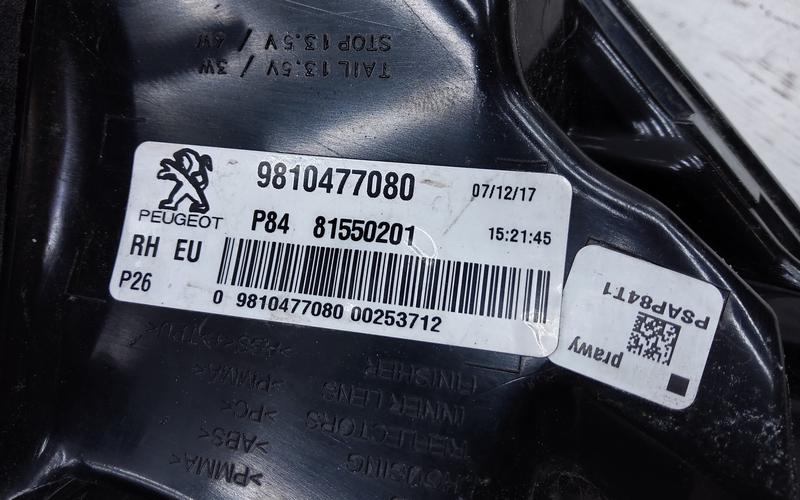 TAIL 13.5V / 3W
STOP 13.5V / 6W
PEUGEOT
9810477080 07/12/17
P84 81550201 15:21:45
RH EU
P26
0 9810477080 00253712
prawy
PSAP84T1
HOUSING >PMMA<
REFLECTORS >ABS<
INNER LENS >PC<
FINISHER >PMMA<